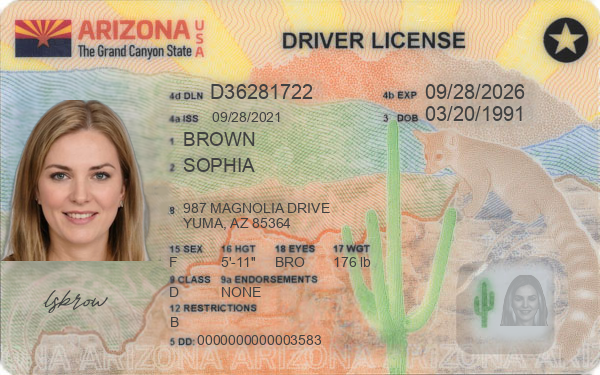 ARIZONA USA
The Grand Canyon State
DRIVER LICENSE
4d DLN D36281722
4b EXP 09/28/2026
4a ISS 09/28/2021
3 DOB 03/20/1991
1 BROWN
2 SOPHIA
8 987 MAGNOLIA DRIVE
YUMA, AZ 85364
15 SEX 16 HGT 18 EYES 17 WGT
F 5'-11" BRO 176 lb
9 CLASS 9a ENDORSEMENTS
D NONE
12 RESTRICTIONS
B
5 DD: 0000000000003583
ARIZONA ARIZONA ARIZONA ARIZONA